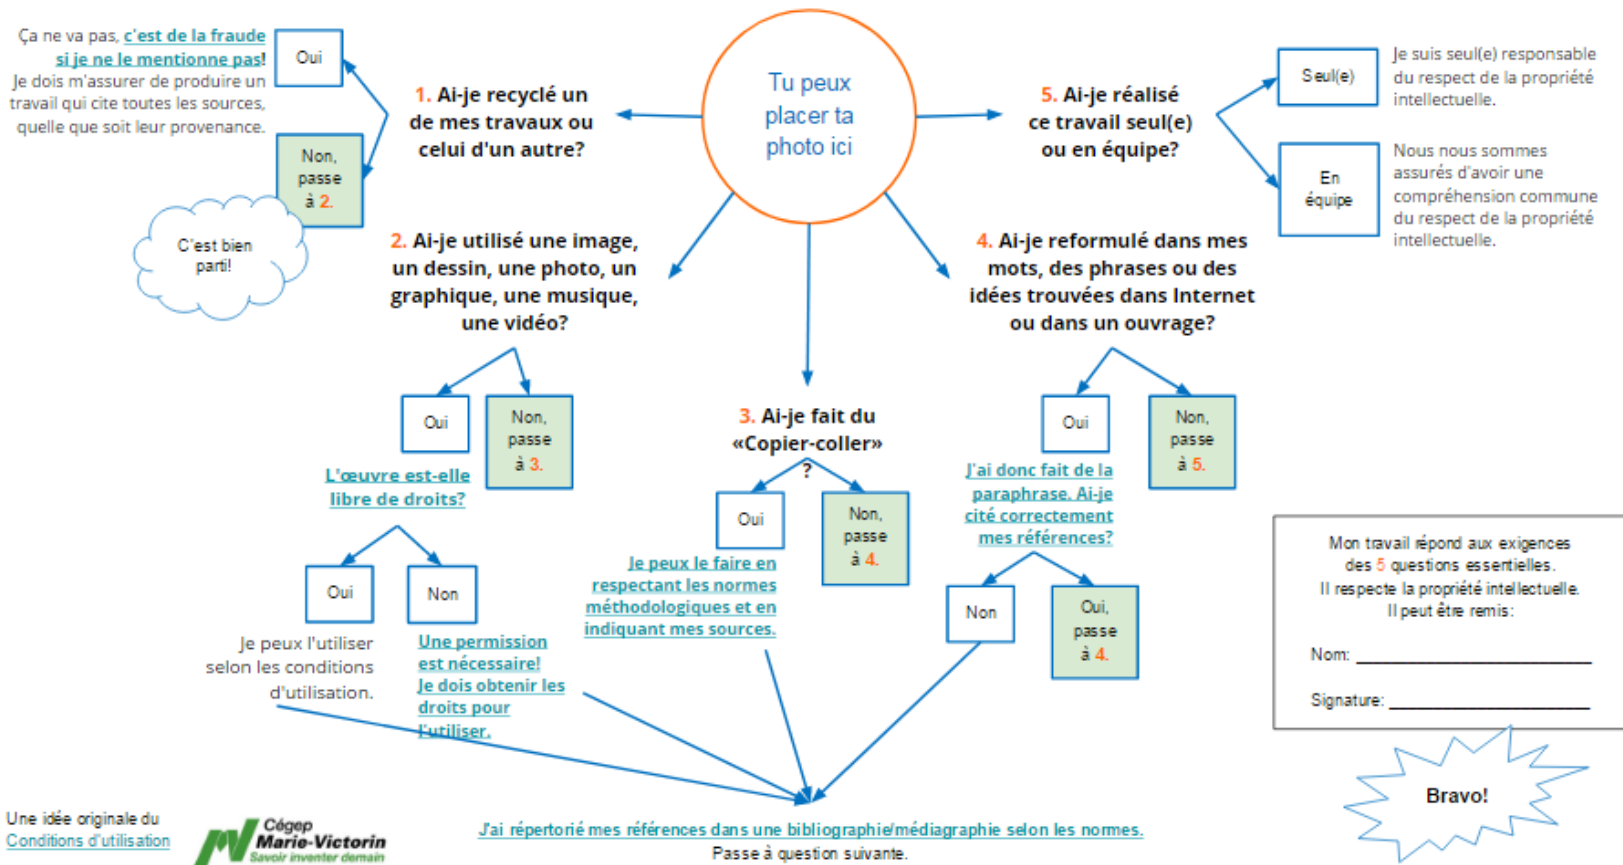 Ça ne va pas, c'est de la fraude
si je ne le mentionne pas!
Je dois m'assurer de produire un
travail qui cite toutes les sources,
quelle que soit leur provenance.
Oui
Non,
passe
à 2.
C'est bien
parti!
1. Ai-je recyclé un
de mes travaux ou
celui d'un autre?
Tu peux
placer ta
photo ici
5. Ai-je réalisé
ce travail seul(e)
ou en équipe?
Seul(e)
Je suis seul(e) responsable
du respect de la propriété
intellectuelle.
En
équipe
Nous nous sommes
assurés d'avoir une
compréhension commune
du respect de la propriété
intellectuelle.
2. Ai-je utilisé une image,
un dessin, une photo, un
graphique, une musique,
une vidéo?
Oui
Non,
passe
à 3.
L'œuvre est-elle
libre de droits?
Oui
Non
Je peux l'utiliser
selon les conditions
d'utilisation.
Une permission
est nécessaire!
Je dois obtenir les
droits pour
l'utiliser.
3. Ai-je fait du
«Copier-coller»
?
Oui
Non,
passe
à 4.
Je peux le faire en
respectant les normes
méthodologiques et en
indiquant mes sources.
4. Ai-je reformulé dans mes
mots, des phrases ou des
idées trouvées dans Internet
ou dans un ouvrage?
Oui
Non,
passe
à 5.
J'ai donc fait de la
paraphrase. Ai-je
cité correctement
mes références?
Non
Oui,
passe
à 4.
Mon travail répond aux exigences
des 5 questions essentielles.
Il respecte la propriété intellectuelle.
Il peut être remis:
Nom:
Signature:
Bravo!
Une idée originale du
Conditions d'utilisation
Cégep
Marie-Victorin
Savoir inventer demain
J'ai répertorié mes références dans une bibliographie/médiagraphie selon les normes.
Passe à question suivante.